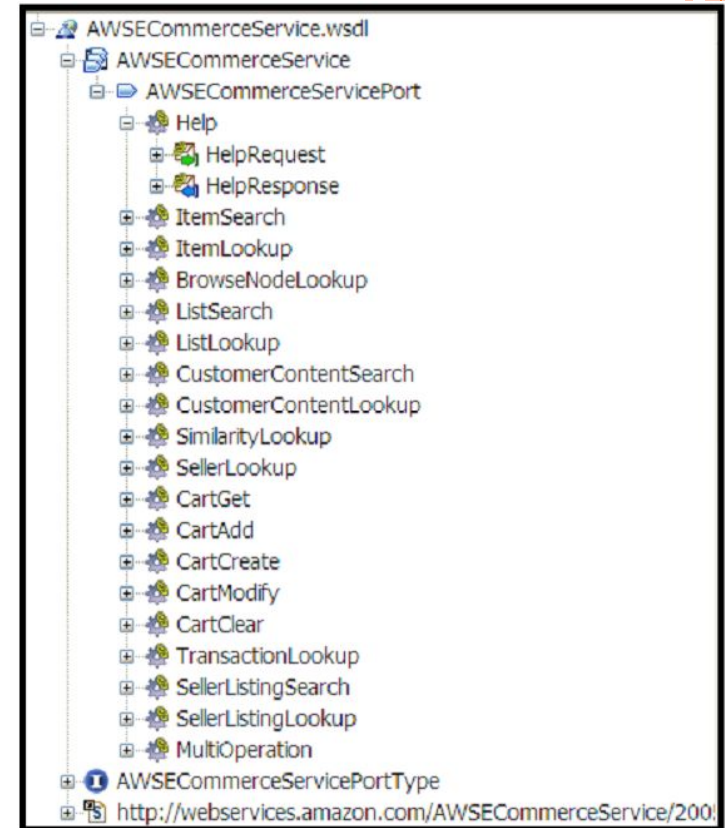 AWSECommerceService.wsdl
AWSECommerceService
AWSECommerceServicePort
Help
HelpRequest
HelpResponse
ItemSearch
ItemLookup
BrowseNodeLookup
ListSearch
ListLookup
CustomerContentSearch
CustomerContentLookup
SimilarityLookup
SellerLookup
CartGet
CartAdd
CartCreate
CartModify
CartClear
TransactionLookup
SellerListingSearch
SellerListingLookup
MultiOperation
AWSECommerceServicePortType
http://webservices.amazon.com/AWSECommerceService/200